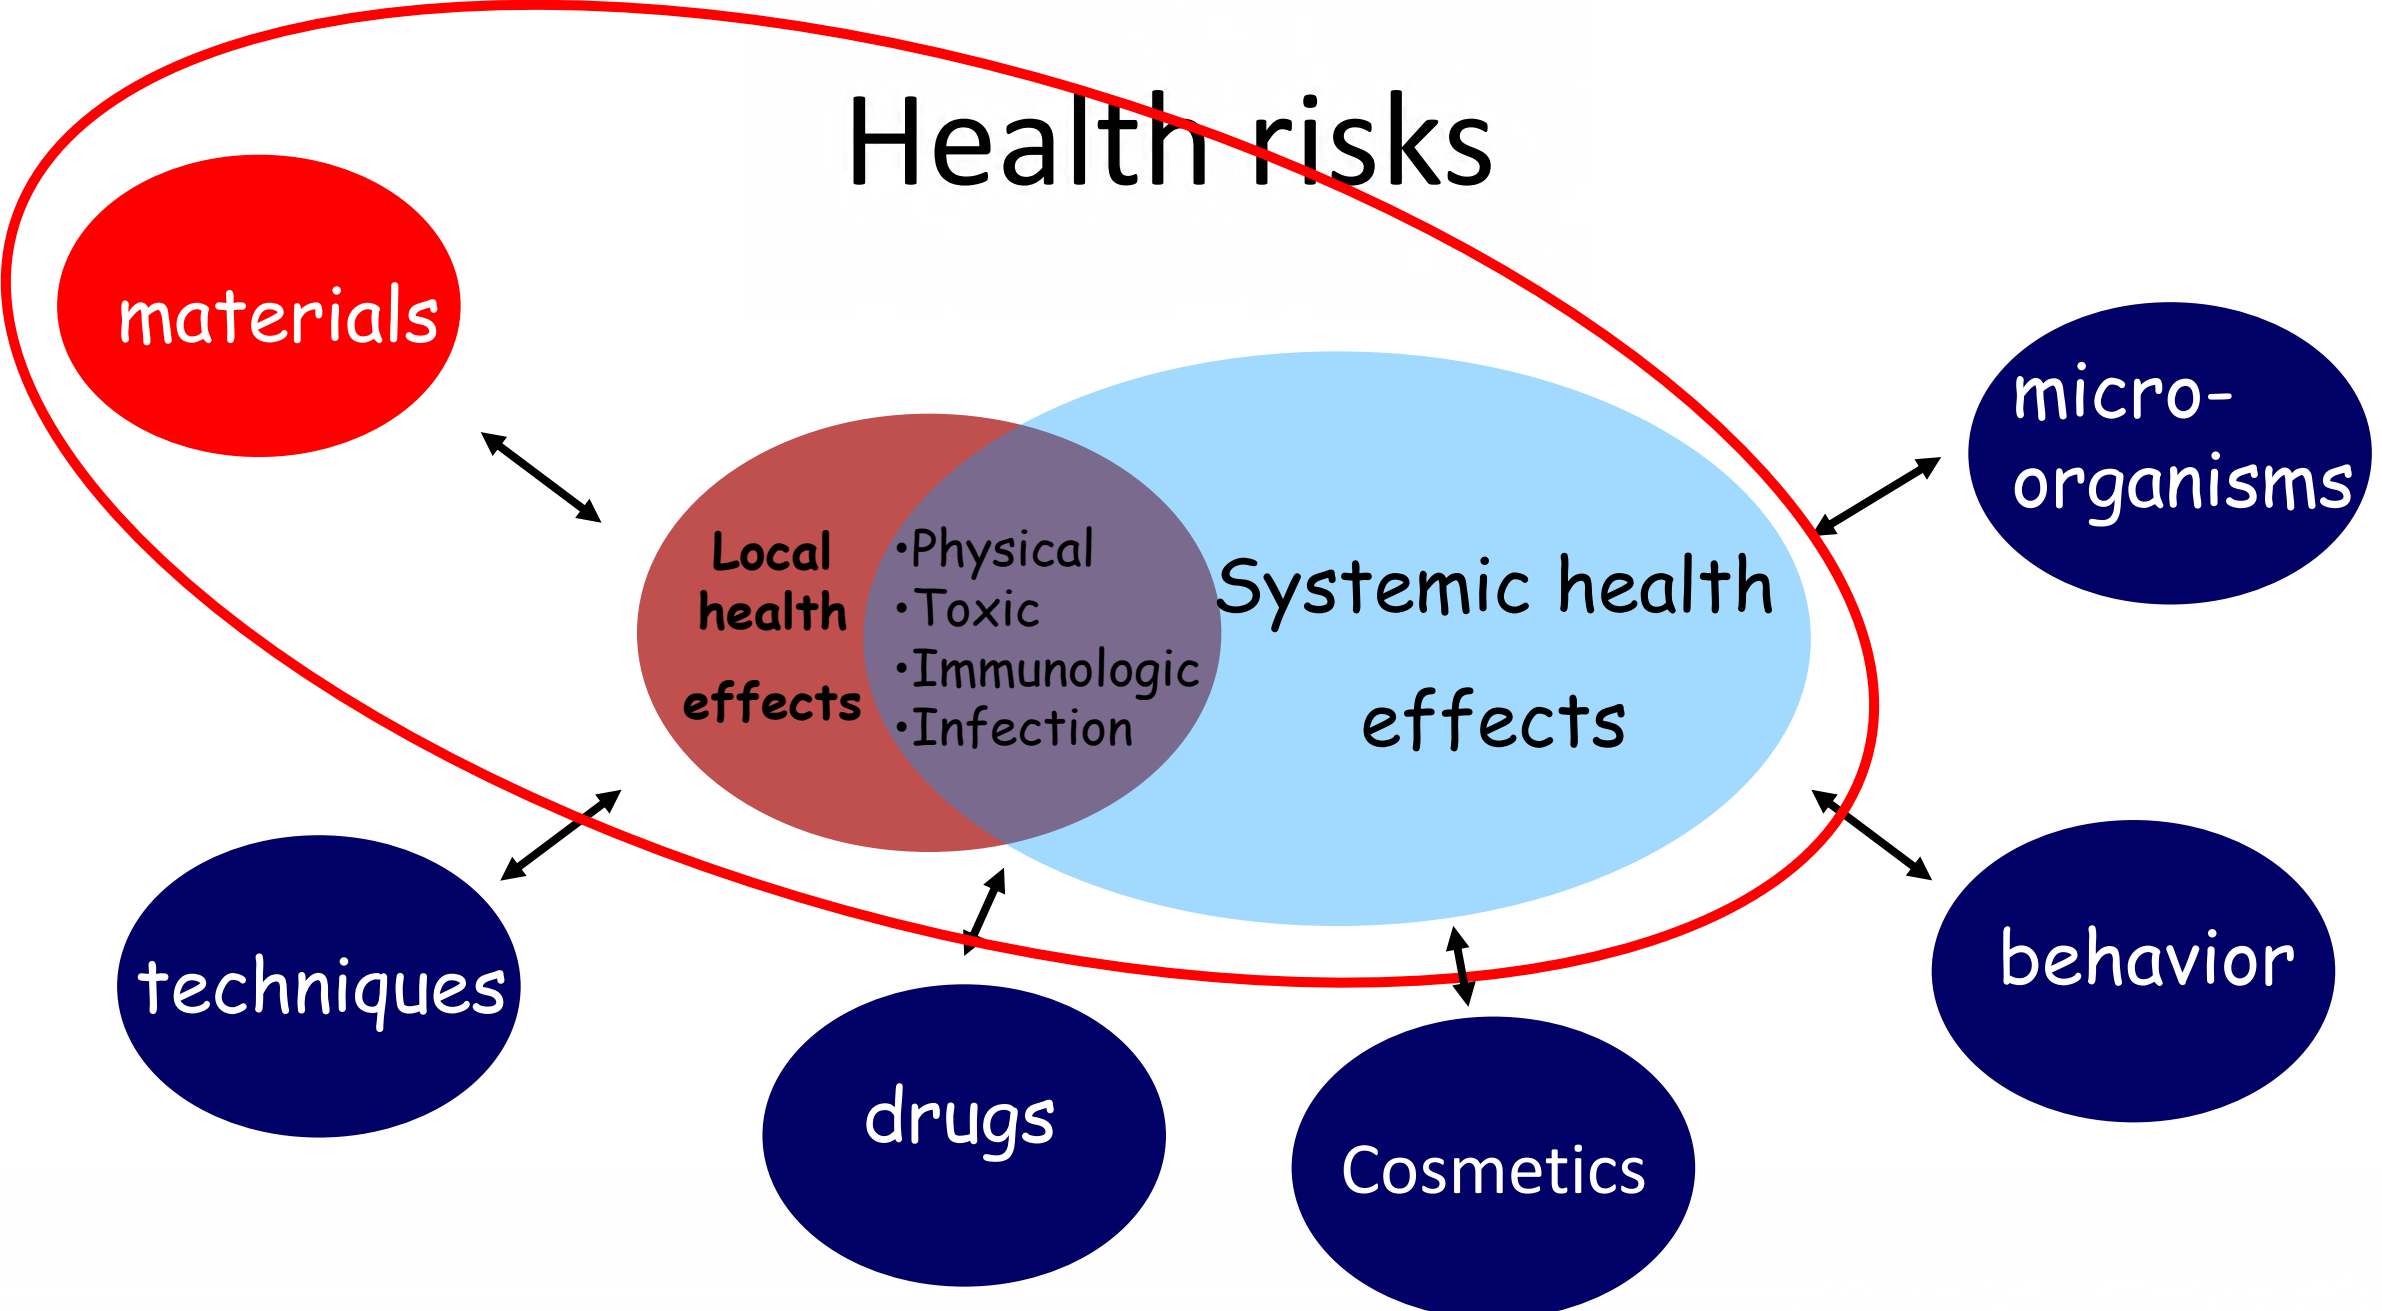 Health risks
materials
micro-
organisms
Local
health
effects
•Physical
•Toxic
•Immunologic
•Infection
Systemic health
effects
techniques
drugs
Cosmetics
behavior